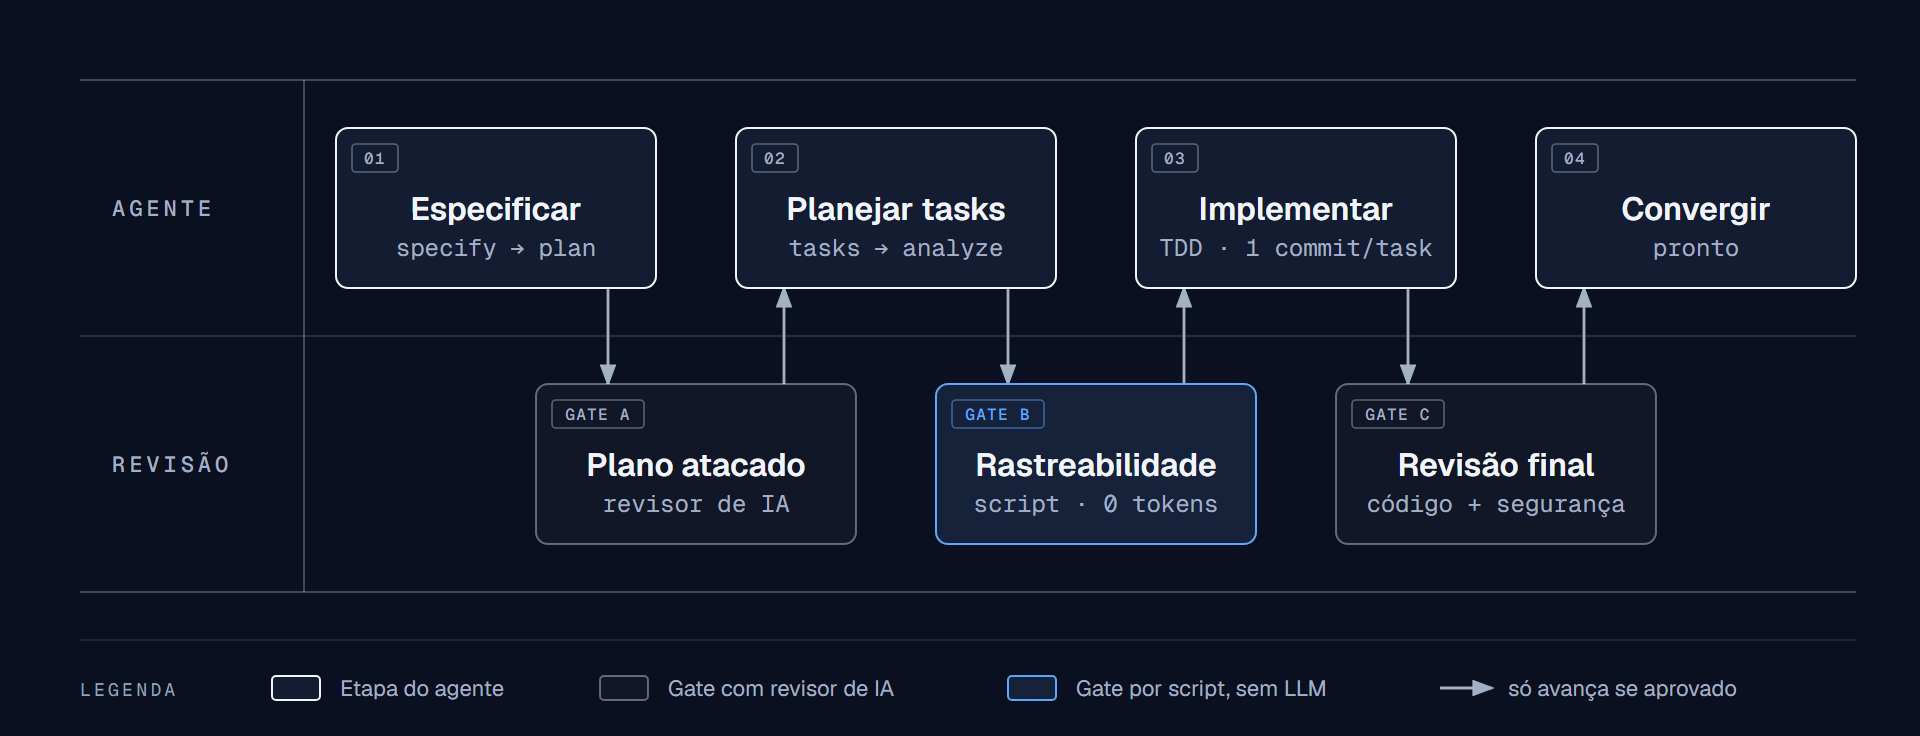 AGENTE
01
Especificar
specify → plan
02
Planejar tasks
tasks → analyze
03
Implementar
TDD · 1 commit/task
04
Convergir
pronto
REVISÃO
GATE A
Plano atacado
revisor de IA
GATE B
Rastreabilidade
script · 0 tokens
GATE C
Revisão final
código + segurança
LEGENDA
Etapa do agente
Gate com revisor de IA
Gate por script, sem LLM
só avança se aprovado